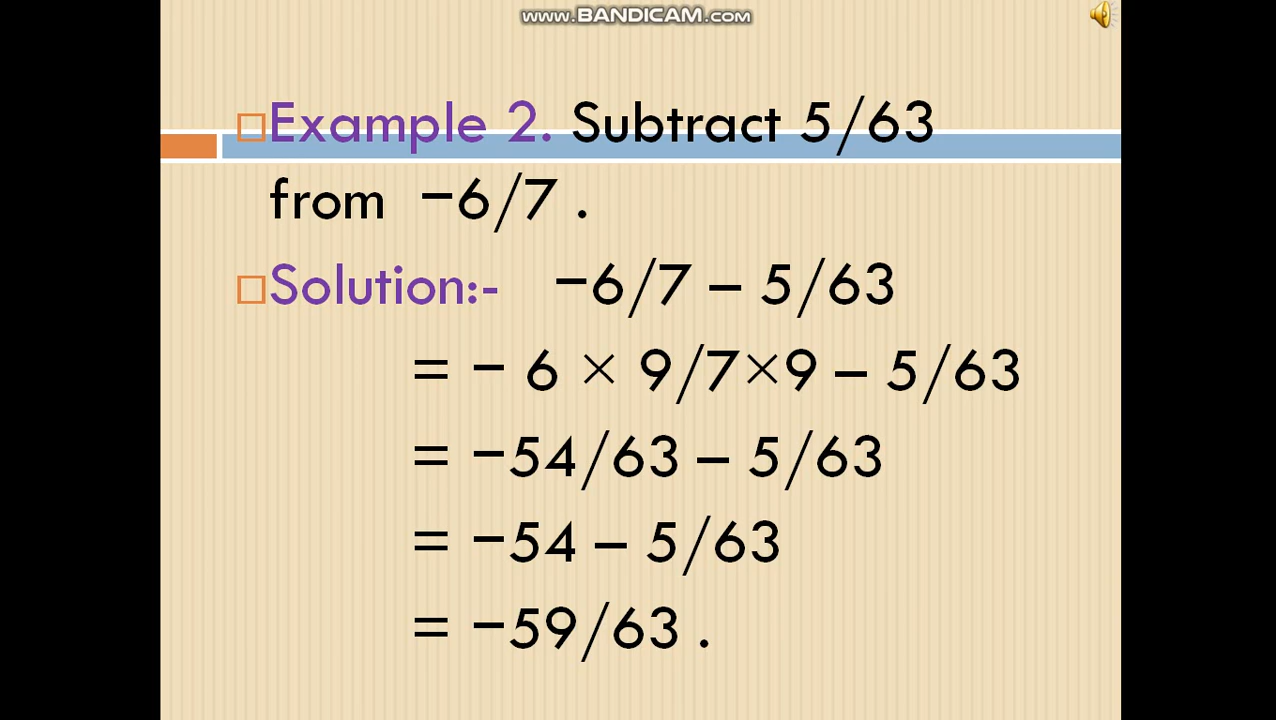 www.BANDICAM.com
Example 2. Subtract 5/63
from −6/7 .
Solution:- −6/7 – 5/63
= − 6 × 9/7×9 – 5/63
= −54/63 – 5/63
= −54 – 5/63
= −59/63 .